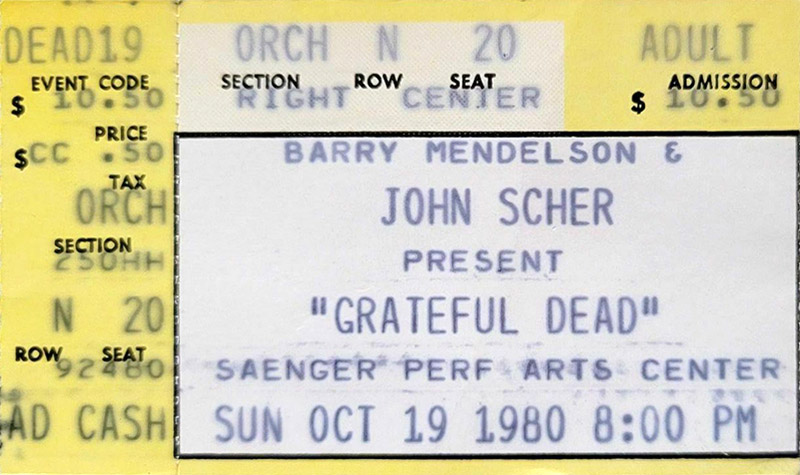 DEAD19
EVENT CODE
$ 10.50
PRICE
$CC .50
TAX
ORCH
SECTION
250HH
N 20
ROW SEAT
92480
AD CASH
ORCH N 20
SECTION ROW SEAT
RIGHT CENTER
ADULT
ADMISSION
$ 10.50
BARRY MENDELSON &
JOHN SCHER
PRESENT
"GRATEFUL DEAD"
SAENGER PERF ARTS CENTER
SUN OCT 19 1980 8:00 PM